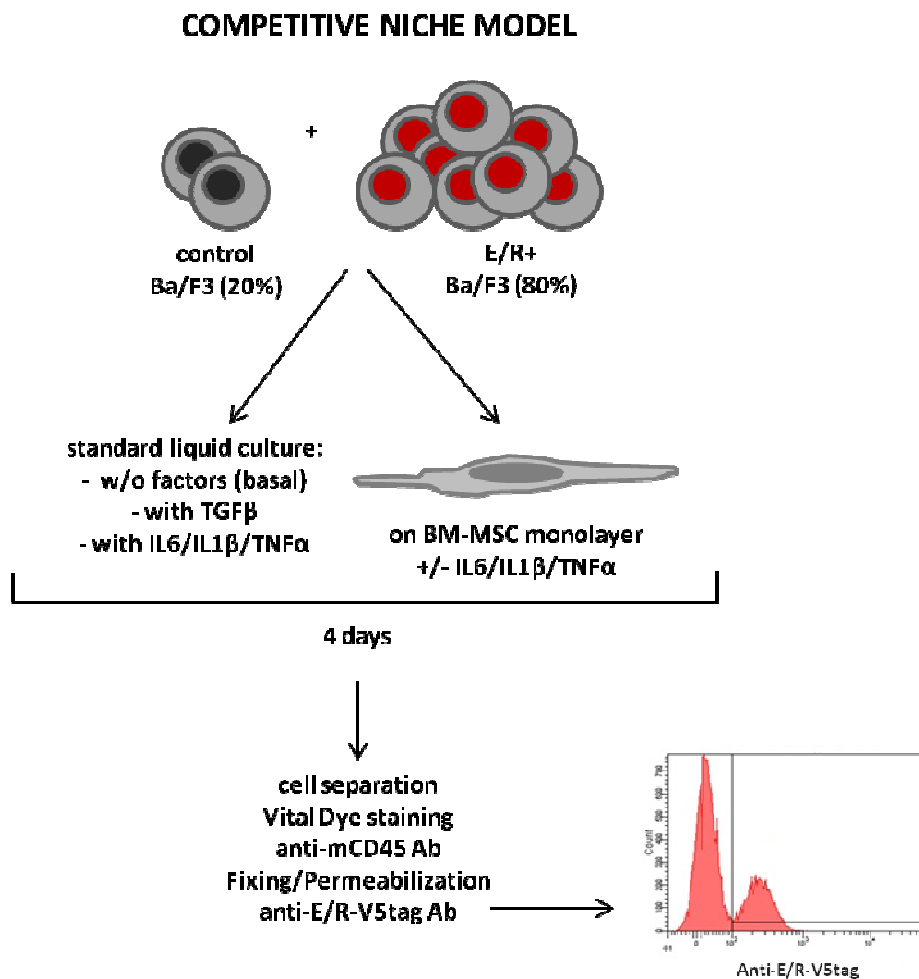 COMPETITIVE NICHE MODEL
+
control
Ba/F3 (20%)
E/R+
Ba/F3 (80%)
standard liquid culture:
- w/o factors (basal)
- with TGFβ
- with IL6/IL1β/TNFα
on BM-MSC monolayer
+/- IL6/IL1β/TNFα
4 days
cell separation
Vital Dye staining
anti-mCD45 Ab
Fixing/Permeabilization
anti-E/R-V5tag Ab
Count
Anti-E/R-V5tag